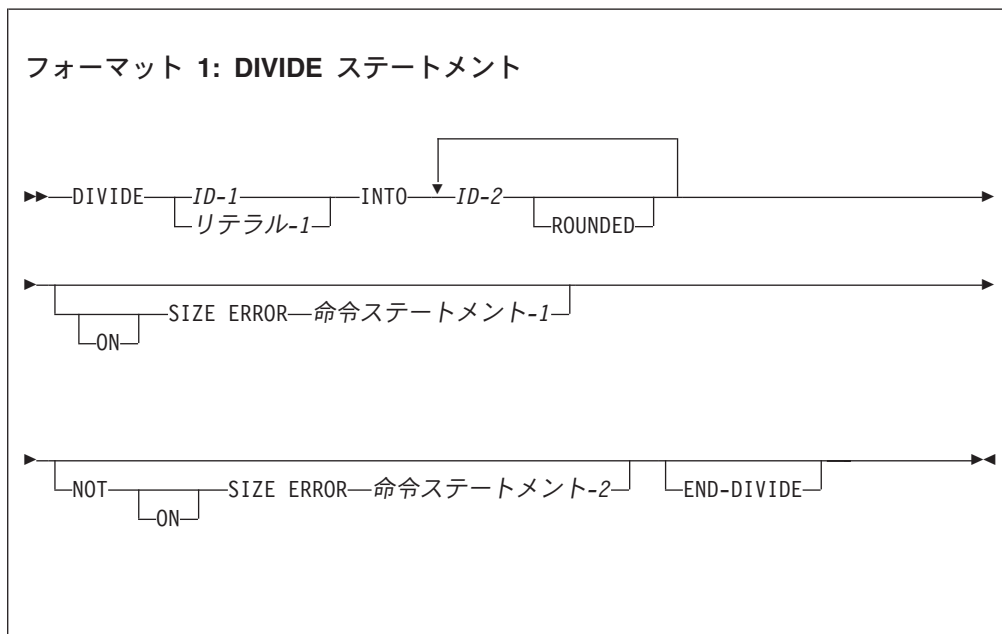 フォーマット 1: DIVIDE ステートメント
DIVIDE ID-1 INTO ID-2
リテラル-1 ROUNDED
SIZE ERROR 命令ステートメント-1
ON
NOT SIZE ERROR 命令ステートメント-2 END-DIVIDE
ON